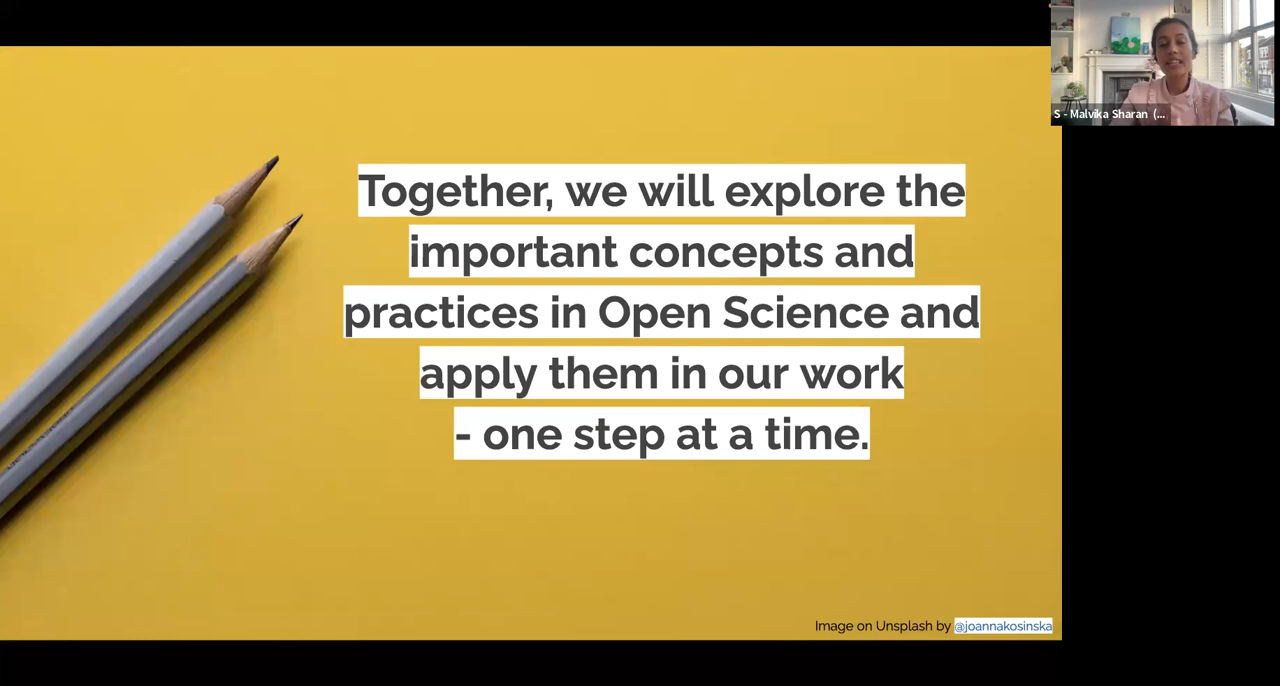 Together, we will explore the
important concepts and
practices in Open Science and
apply them in our work
- one step at a time.
Image on Unsplash by @joannakosinska
S - Malvika Sharan (...